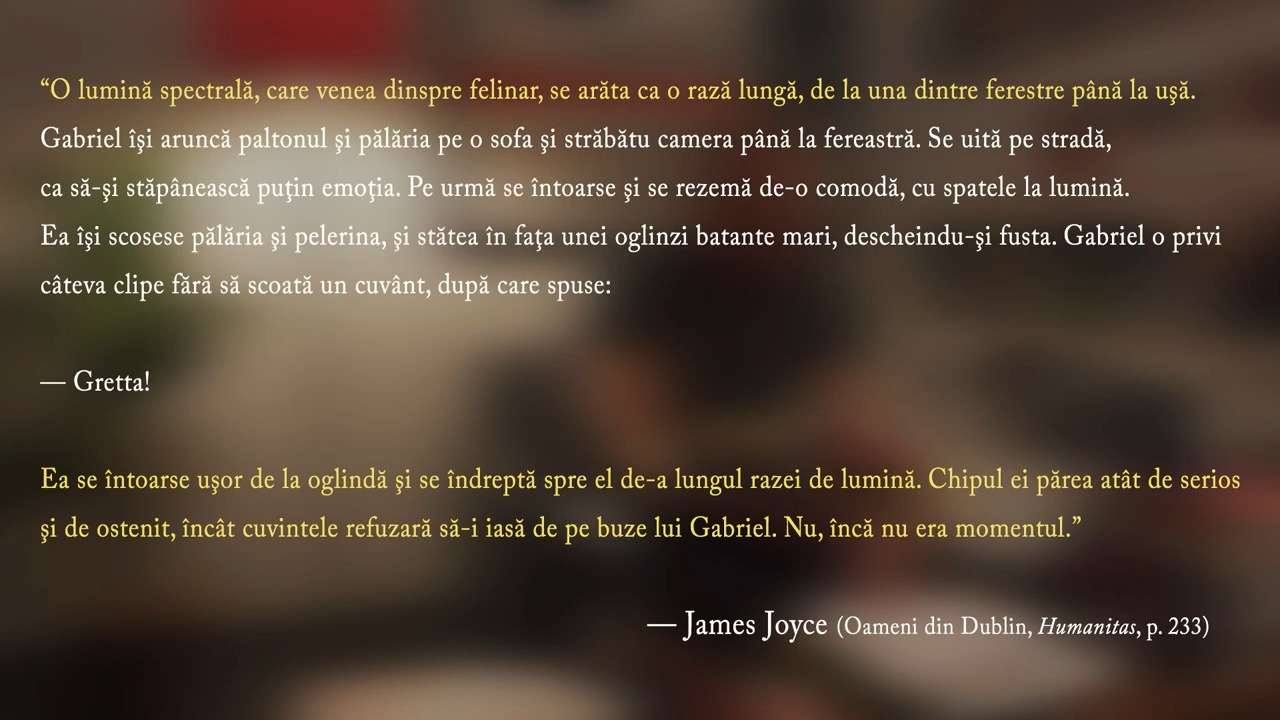 “O lumină spectrală, care venea dinspre felinar, se arăta ca o rază lungă, de la una dintre ferestre până la uşă.
Gabriel îşi aruncă paltonul şi pălăria pe o sofa şi străbătu camera până la fereastră. Se uită pe stradă,
ca să-şi stăpânească puţin emoţia. Pe urmă se întoarse şi se rezemă de-o comodă, cu spatele la lumină.
Ea îşi scosese pălăria şi pelerina, şi stătea în faţa unei oglinzi batante mari, descheindu-şi fusta. Gabriel o privi
câteva clipe fără să scoată un cuvânt, după care spuse:
— Gretta!
Ea se întoarse uşor de la oglindă şi se îndreptă spre el de-a lungul razei de lumină. Chipul ei părea atât de serios
şi de ostenit, încât cuvintele refuzară să-i iasă de pe buze lui Gabriel. Nu, încă nu era momentul.”
— James Joyce (Oameni din Dublin, Humanitas, p. 233)